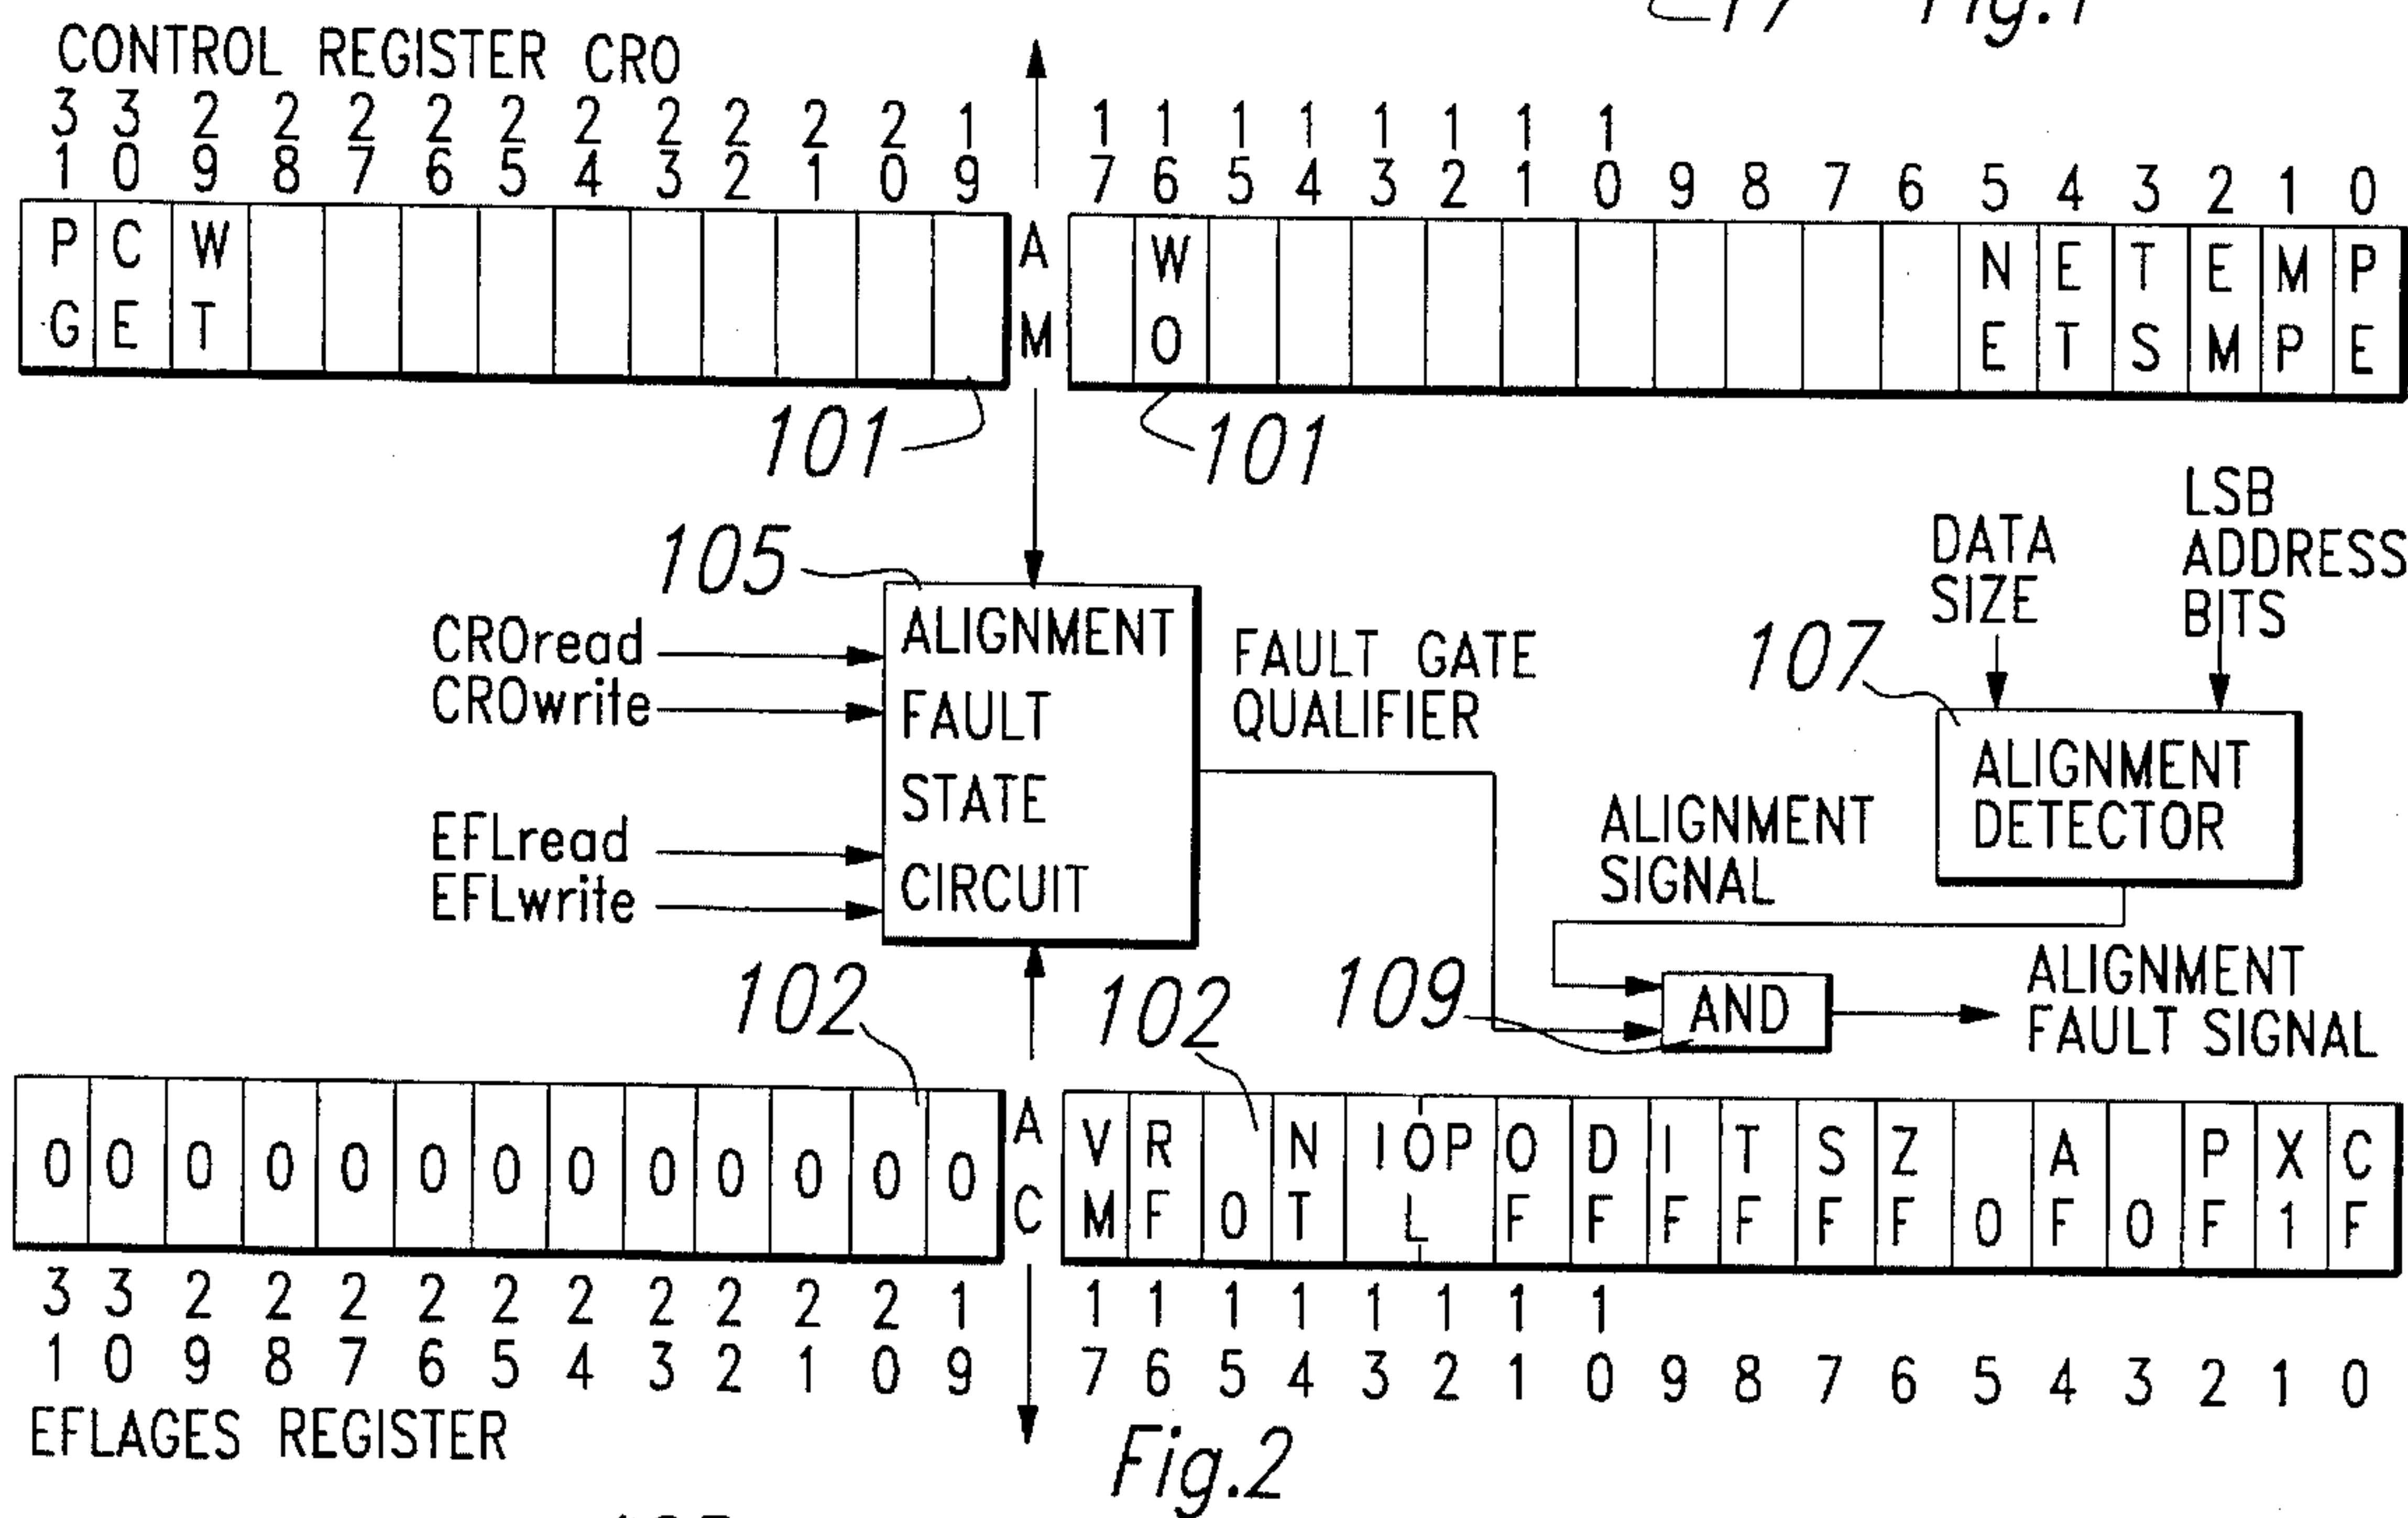 17 Fig.1
CONTROL REGISTER CRO
3 3 2 2 2 2 2 2 2 2 2 2 1 1 1 1 1 1 1 1 1
1 0 9 8 7 6 5 4 3 2 1 0 9 7 6 5 4 3 2 1 0 9 8 7 6 5 4 3 2 1 0
P C W A W N E T E M P
G E T M O E T S M P E
101 101
LSB
ADDRESS
BITS
DATA
SIZE
105
107
CROread
CROwrite
EFLread
EFLwrite
ALIGNMENT
FAULT
STATE
CIRCUIT
FAULT GATE
QUALIFIER
ALIGNMENT
DETECTOR
ALIGNMENT
SIGNAL
102 102 109
AND
ALIGNMENT
FAULT SIGNAL
0 0 0 0 0 0 0 0 0 0 0 0 0
A V R N IOP O D I T S Z A P X C
C M F 0 T L F F F F F F 0 F 0 F 1 F
3 3 2 2 2 2 2 2 2 2 2 2 1 1 1 1 1 1 1 1 1
1 0 9 8 7 6 5 4 3 2 1 0 9 7 6 5 4 3 2 1 0 9 8 7 6 5 4 3 2 1 0
EFLAGES REGISTER
Fig.2